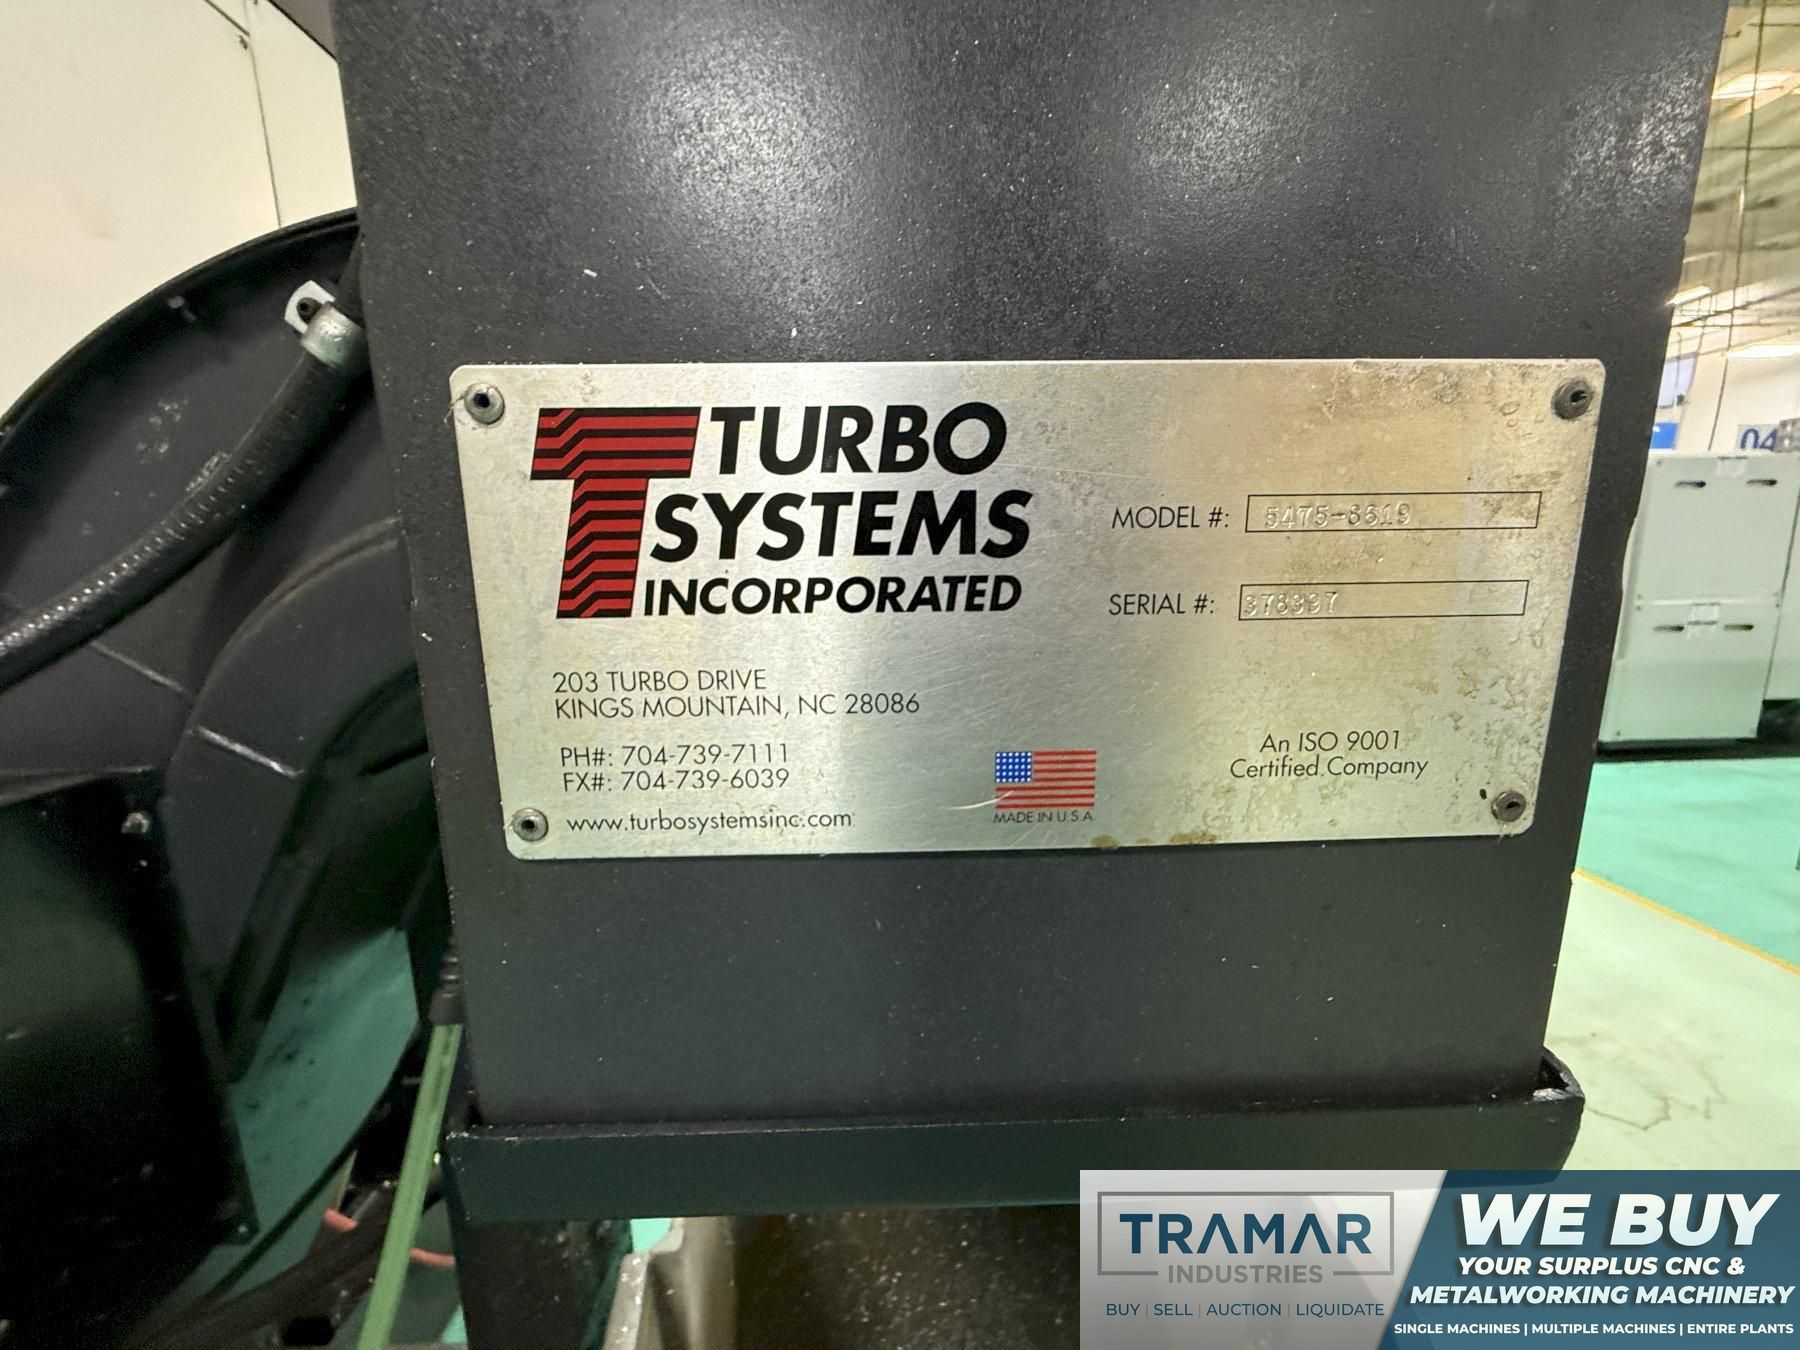 TURBO
SYSTEMS
INCORPORATED
MODEL #: 5475-8619
SERIAL #: 378397
203 TURBO DRIVE
KINGS MOUNTAIN, NC 28086
PH#: 704-739-7111
FX#: 704-739-6039
www.turbosystemsinc.com
MADE IN U.S.A.
An ISO 9001
Certified Company
04
TRAMAR
INDUSTRIES
BUY | SELL | AUCTION | LIQUIDATE
WE BUY
YOUR SURPLUS CNC &
METALWORKING MACHINERY
SINGLE MACHINES | MULTIPLE MACHINES | ENTIRE PLANTS